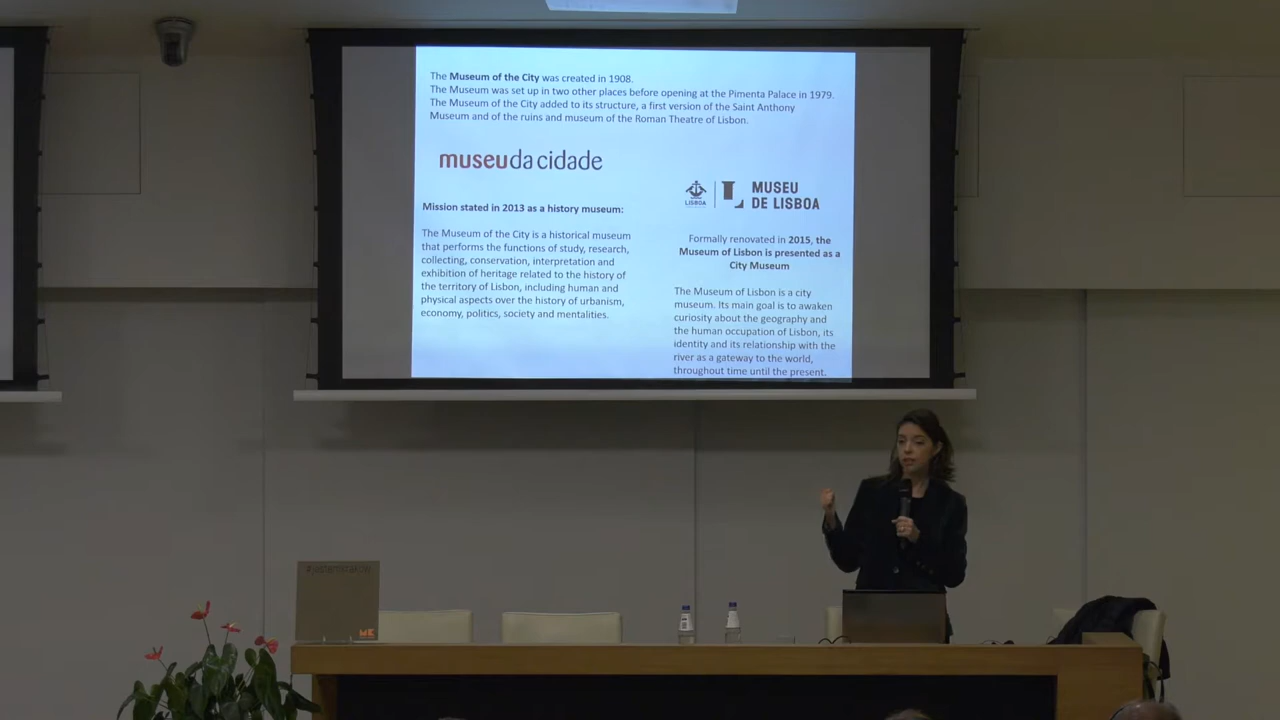 The Museum of the City was created in 1908.
The Museum was set up in two other places before opening at the Pimenta Palace in 1979.
The Museum of the City added to its structure, a first version of the Saint Anthony
Museum and of the ruins and museum of the Roman Theatre of Lisbon.
museudacidade
LISBOA
MUSEU
DE LISBOA
Mission stated in 2013 as a history museum:
The Museum of the City is a historical museum
that performs the functions of study, research,
collecting, conservation, interpretation and
exhibition of heritage related to the history of
the territory of Lisbon, including human and
physical aspects over the history of urbanism,
economy, politics, society and mentalities.
Formally renovated in 2015, the
Museum of Lisbon is presented as a
City Museum
The Museum of Lisbon is a city
museum. Its main goal is to awaken
curiosity about the geography and
the human occupation of Lisbon, its
identity and its relationship with the
river as a gateway to the world,
throughout time until the present.